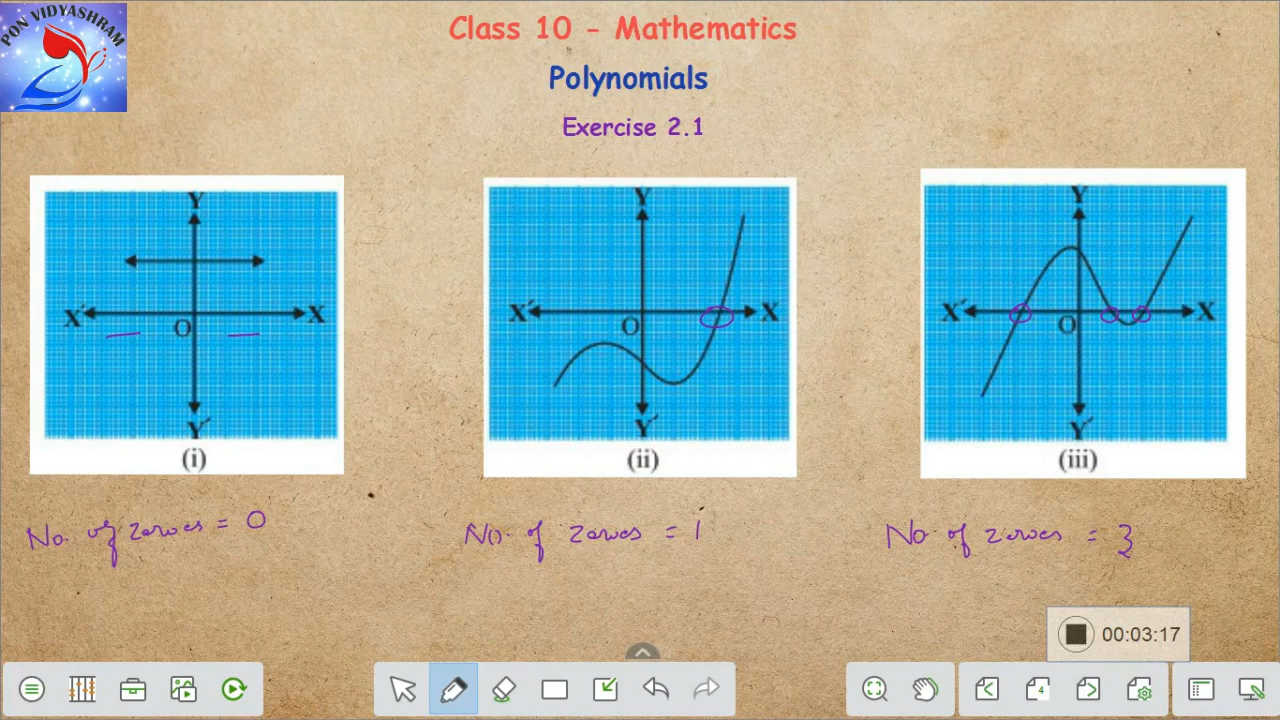 PON VIDYASHRAM
Class 10 - Mathematics
Polynomials
Exercise 2.1
Y
X′ O X
Y′
(i)
Y
X′ O X
Y′
(ii)
Y
X′ O X
Y′
(iii)
No. of zeroes = 0
No. of zeroes = 1
No. of zeroes = 3
00:03:17
4